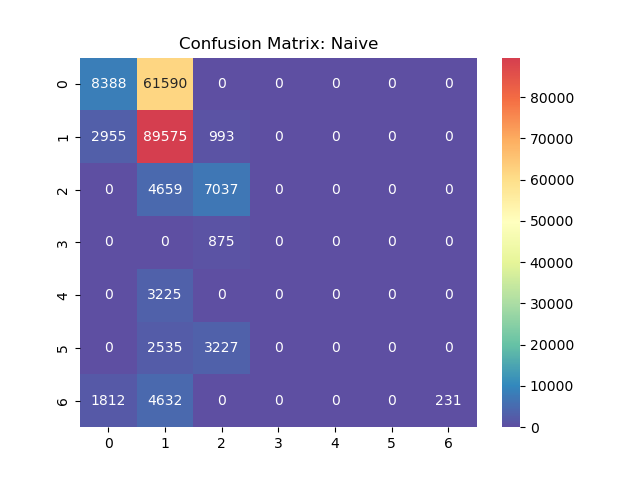 Confusion Matrix: Naive
0 8388 61590 0 0 0 0 0
1 2955 89575 993 0 0 0 0
2 0 4659 7037 0 0 0 0
3 0 0 875 0 0 0 0
4 0 3225 0 0 0 0 0
5 0 2535 3227 0 0 0 0
6 1812 4632 0 0 0 0 231
0 1 2 3 4 5 6
80000
70000
60000
50000
40000
30000
20000
10000
0